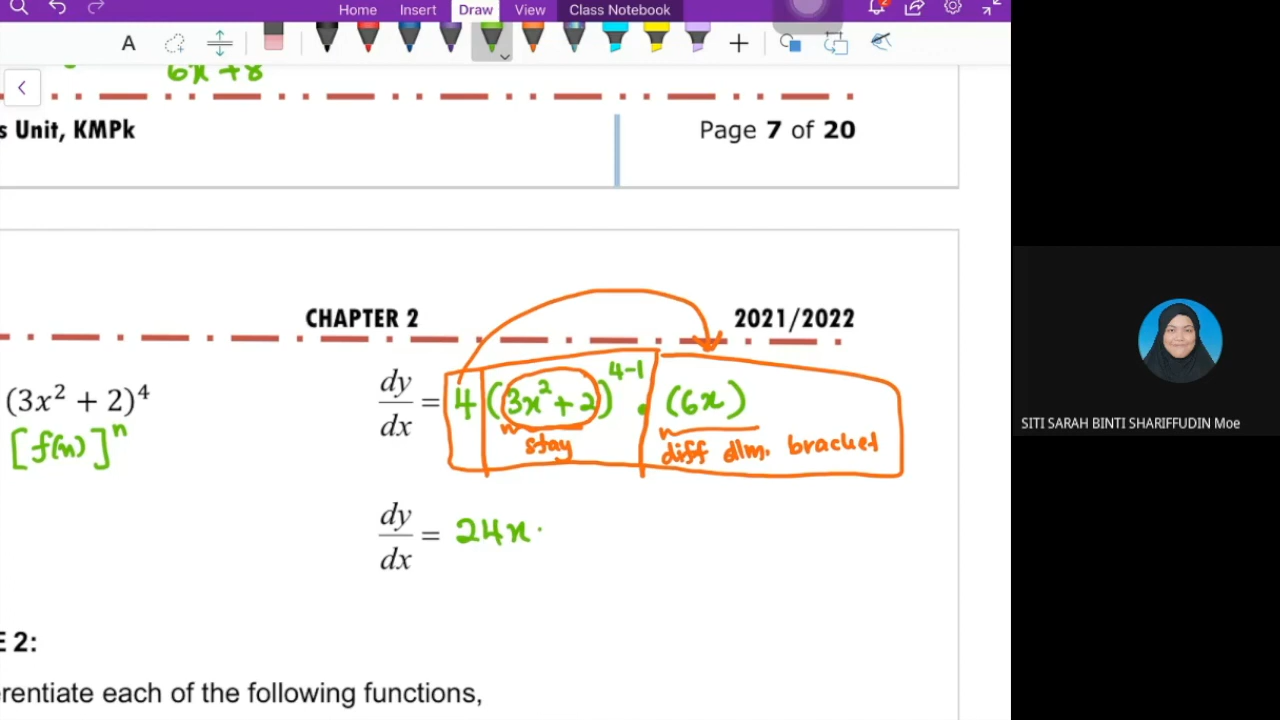 Home Insert Draw View Class Notebook
A
6x +8
s Unit, KMPk
Page 7 of 20
CHAPTER 2
2021/2022
(3x² + 2)⁴
[f(x)]ⁿ
dy/dx = 4 (3x² + 2)⁴⁻¹ . (6x)
stay
diff dlm. bracket
dy/dx = 24x ·
E 2:
erentiate each of the following functions,
SITI SARAH BINTI SHARIFFUDIN Moe